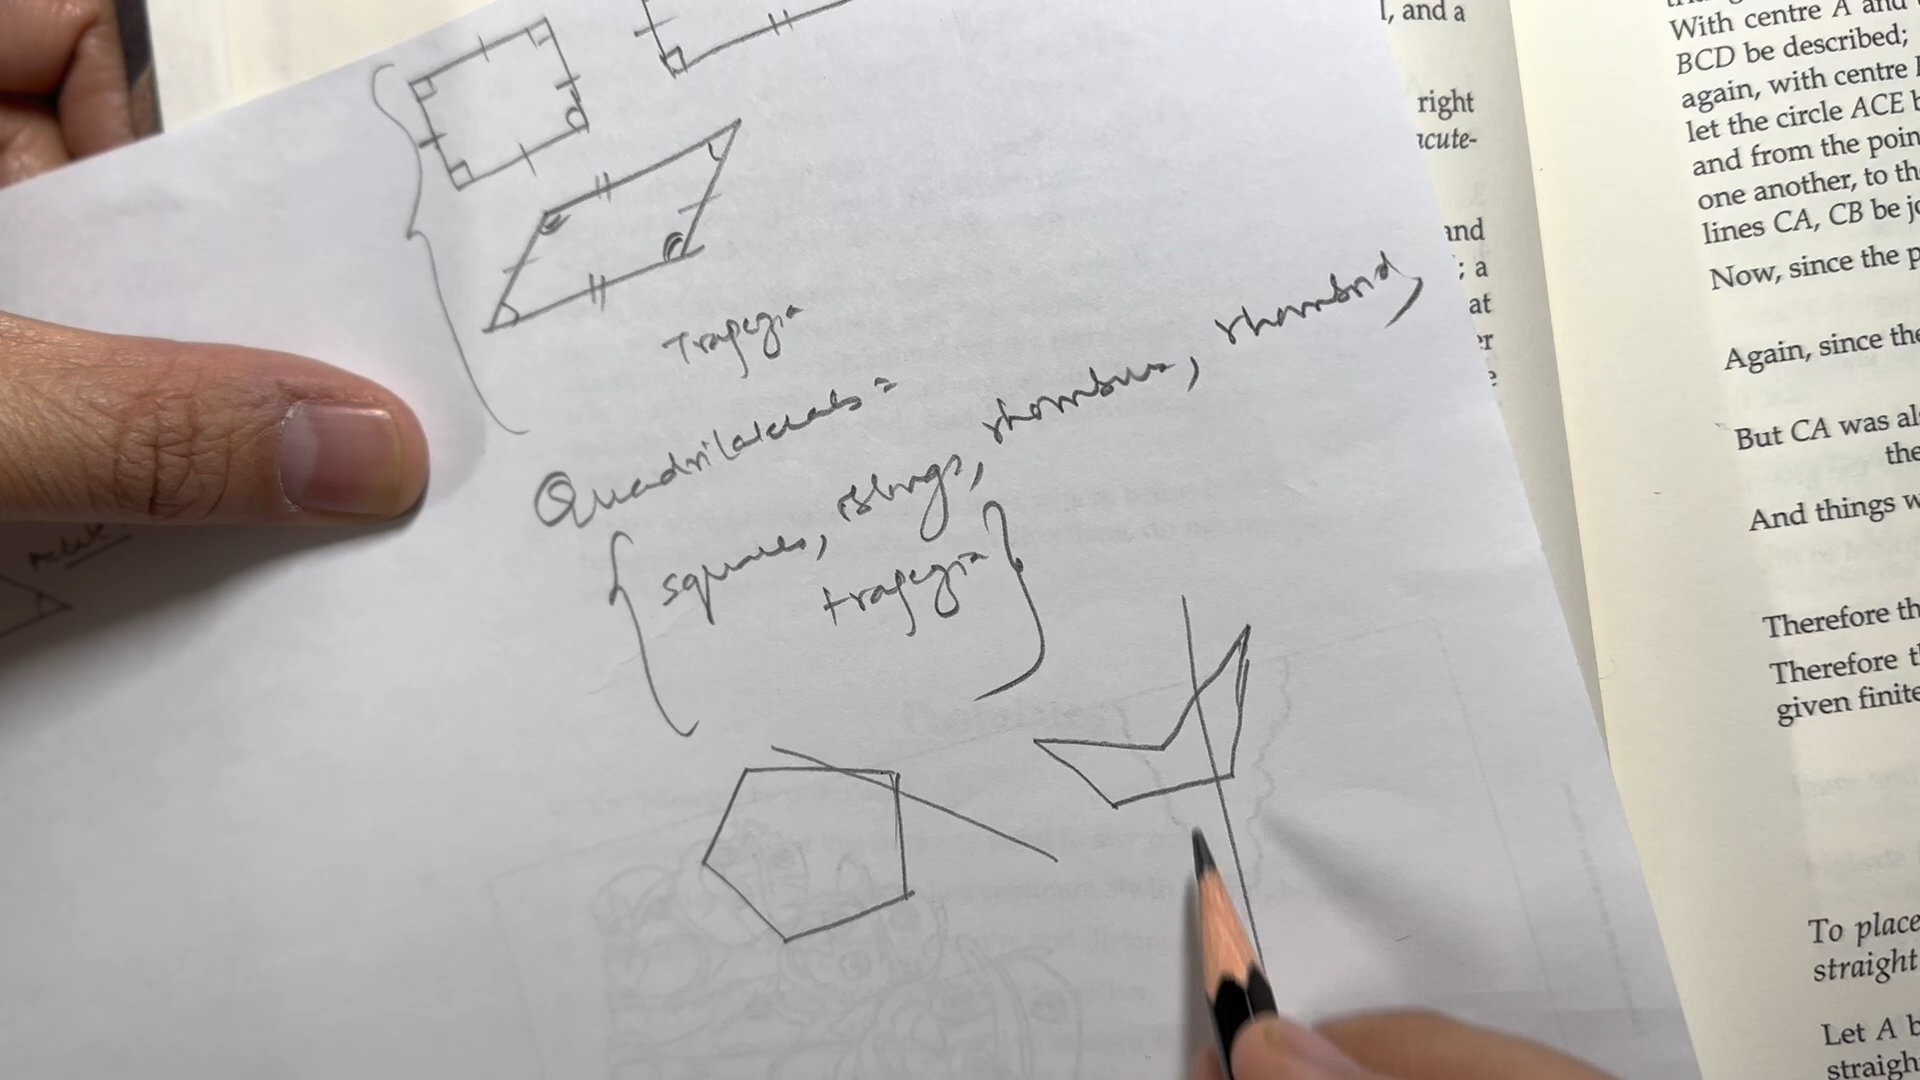 Trapezia
Quadrilaterals =
{ squares, oblongs, rhombus, rhomboid,
trapezia }
l, and a
right
acute-
and
; a
at
er
e
With centre A and
BCD be described;
again, with centre
let the circle ACE b
and from the poin
one another, to th
lines CA, CB be jo
Now, since the p
Again, since the
But CA was al
the
And things w
Therefore th
Therefore t
given finite
To place
straight
Let A b
straigh